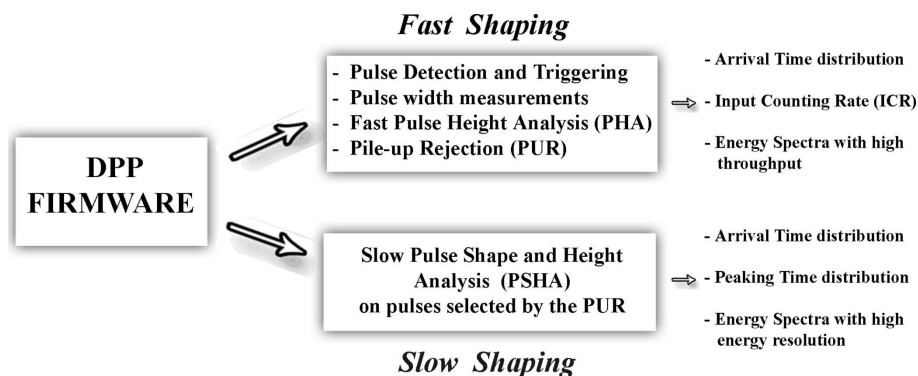 Fast Shaping
- Pulse Detection and Triggering
- Pulse width measurements
- Fast Pulse Height Analysis (PHA)
- Pile-up Rejection (PUR)
- Arrival Time distribution
- Input Counting Rate (ICR)
- Energy Spectra with high
throughput
DPP
FIRMWARE
Slow Pulse Shape and Height
Analysis (PSHA)
on pulses selected by the PUR
- Arrival Time distribution
- Peaking Time distribution
- Energy Spectra with high
energy resolution
Slow Shaping